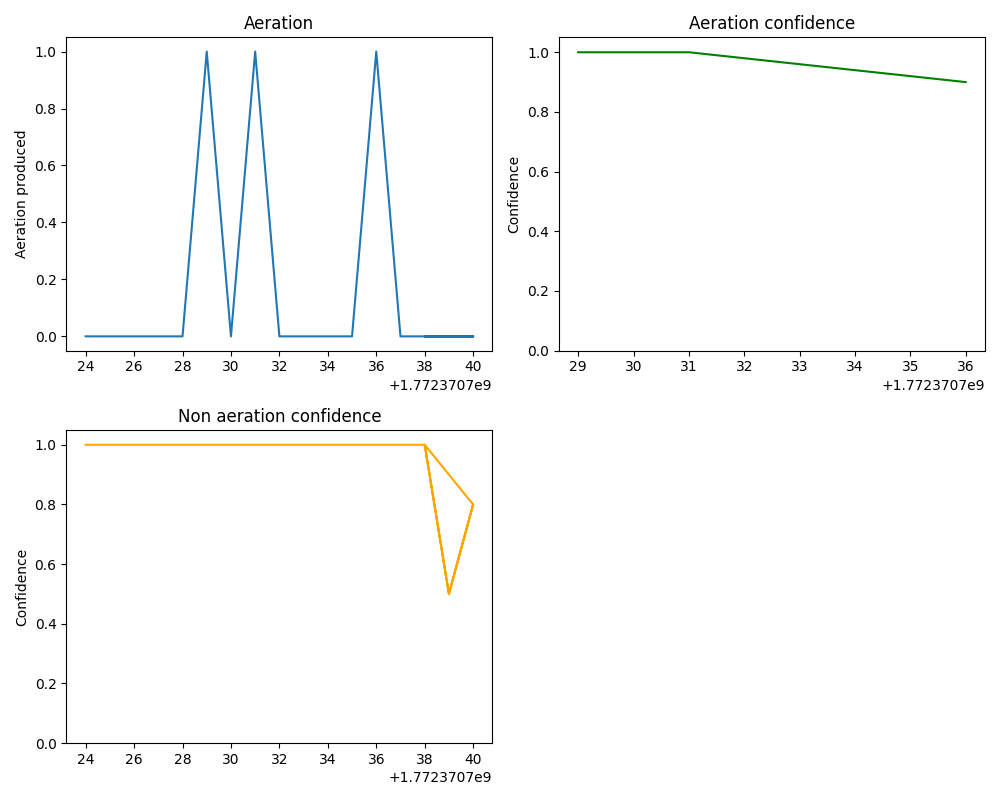 Aeration
Aeration produced
1.0
0.8
0.6
0.4
0.2
0.0
24 26 28 30 32 34 36 38 40
+1.7723707e9
Aeration confidence
Confidence
1.0
0.8
0.6
0.4
0.2
0.0
29 30 31 32 33 34 35 36
+1.7723707e9
Non aeration confidence
Confidence
1.0
0.8
0.6
0.4
0.2
0.0
24 26 28 30 32 34 36 38 40
+1.7723707e9